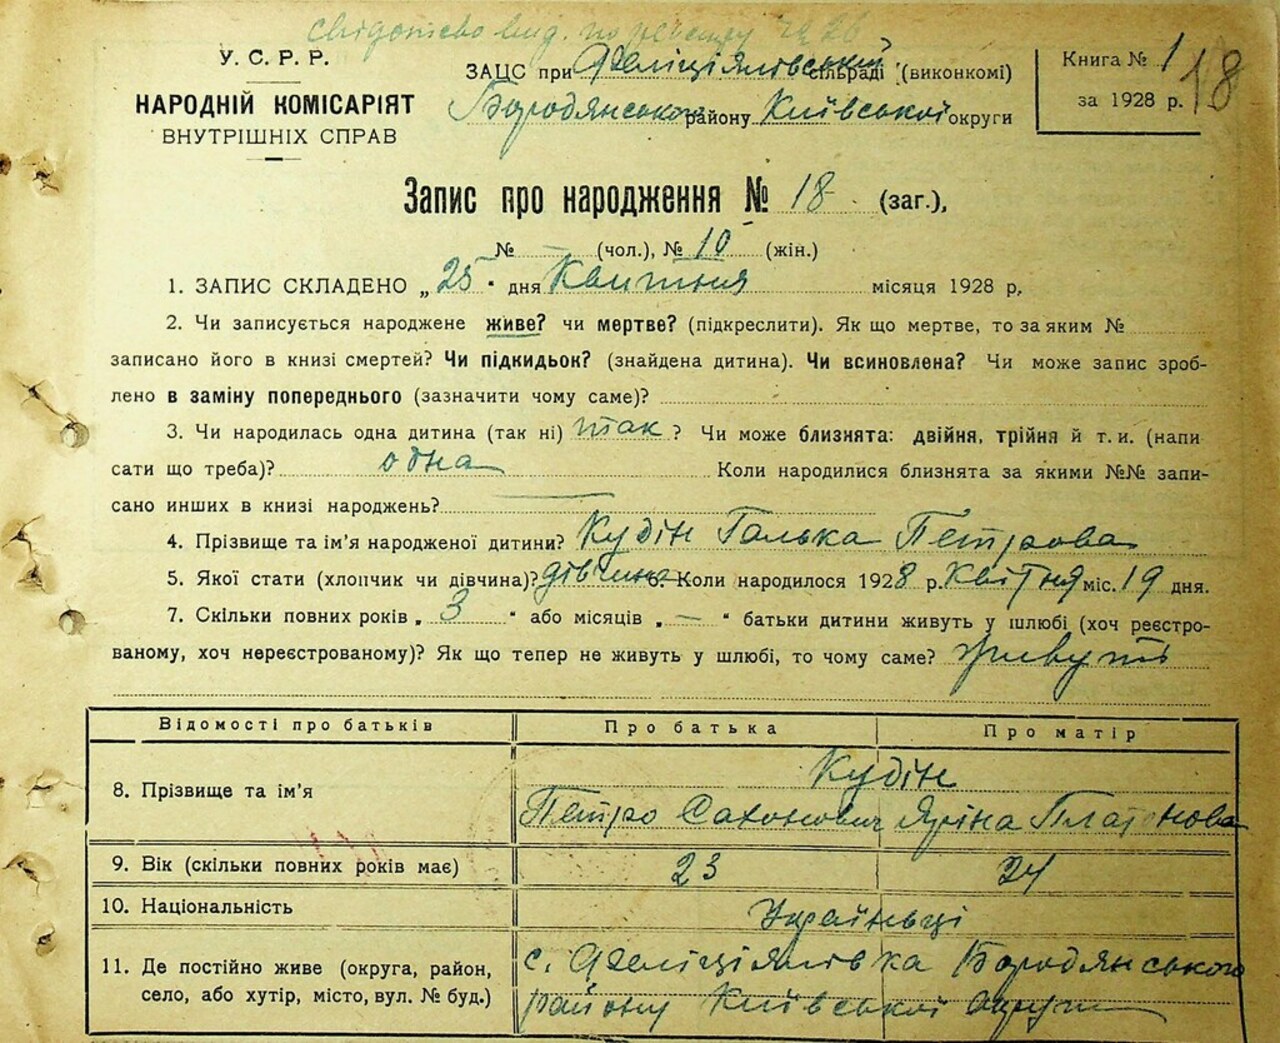 свідотство вид. по реєстру № 26
У. С. Р. Р.
НАРОДНІЙ КОМІСАРІЯТ
ВНУТРІШНІХ СПРАВ
ЗАЦС при Феліціялівській сільраді (виконкомі)
Бородянського району Київської округи
Книга № 1
за 1928 р.
18
Запис про народження № 18 (заг.),
№ — (чол.), № 10 (жін.)
1. ЗАПИС СКЛАДЕНО „25" дня Квитня місяця 1928 р.
2. Чи записується народжене живе? чи мертве? (підкреслити). Як що мертве, то за яким №
записано його в книзі смертей? Чи підкидьок? (знайдена дитина). Чи всиновлена? Чи може запис зроб-
лено в заміну попереднього (зазначити чому саме)?
3. Чи народилась одна дитина (так ні) так? Чи може близнята: двійня, трійня й т. и. (напи
сати що треба)? одна Коли народилися близнята за якими №№ запи-
сано инших в книзі народжень? —
4. Прізвище та ім'я народженої дитини? Кудін Галька Петрова
5. Якої стати (хлопчик чи дівчина)? дівчина 6. Коли народилося 1928 р. Квітня міс. 19 дня.
7. Скільки повних років „3" або місяців „—" батьки дитини живуть у шлюбі (хоч реєстро-
ваному, хоч нереєстрованому)? Як що тепер не живуть у шлюбі, то чому саме? живуть
Відомості про батьків Про батька Про матір
8. Прізвище та ім'я Кудін
Петро Сахонович Яріна Платонова
9. Вік (скільки повних років має) 23 24
10. Національність Україньці
11. Де постійно живе (округа, район,
село, або хутір, місто, вул. № буд.)
с. Феліціялівка Бородянського
району Київської округи